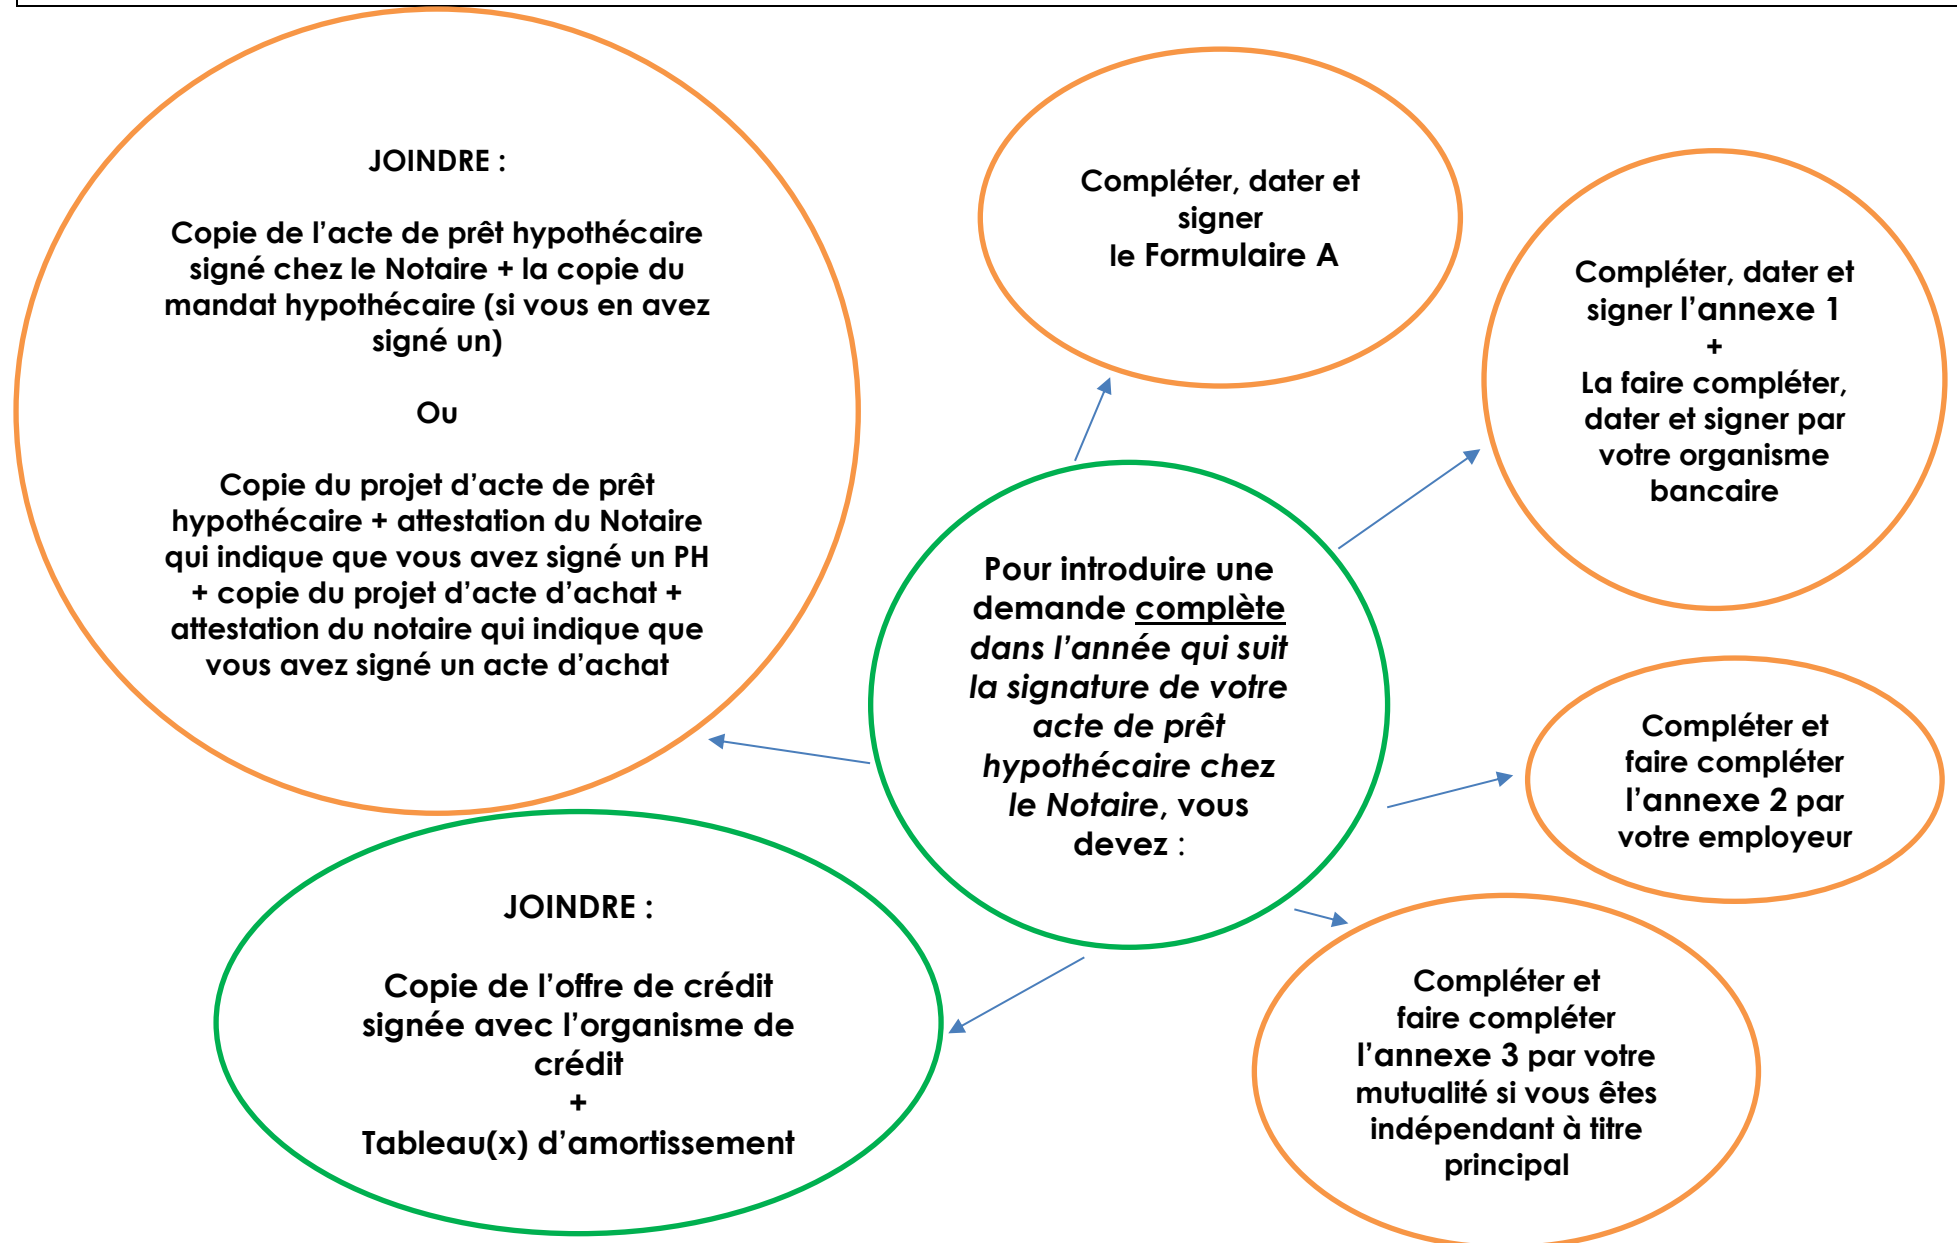 JOINDRE :
Copie de l’acte de prêt hypothécaire
signé chez le Notaire + la copie du
mandat hypothécaire (si vous en avez
signé un)
Ou
Copie du projet d’acte de prêt
hypothécaire + attestation du Notaire
qui indique que vous avez signé un PH
+ copie du projet d’acte d’achat +
attestation du notaire qui indique que
vous avez signé un acte d’achat
Compléter, dater et
signer
le Formulaire A
Compléter, dater et
signer l’annexe 1
+
La faire compléter,
dater et signer par
votre organisme
bancaire
Pour introduire une
demande complète
dans l’année qui suit
la signature de votre
acte de prêt
hypothécaire chez
le Notaire, vous
devez :
Compléter et
faire compléter
l’annexe 2 par
votre employeur
JOINDRE :
Copie de l’offre de crédit
signée avec l’organisme de
crédit
+
Tableau(x) d’amortissement
Compléter et
faire compléter
l’annexe 3 par votre
mutualité si vous êtes
indépendant à titre
principal